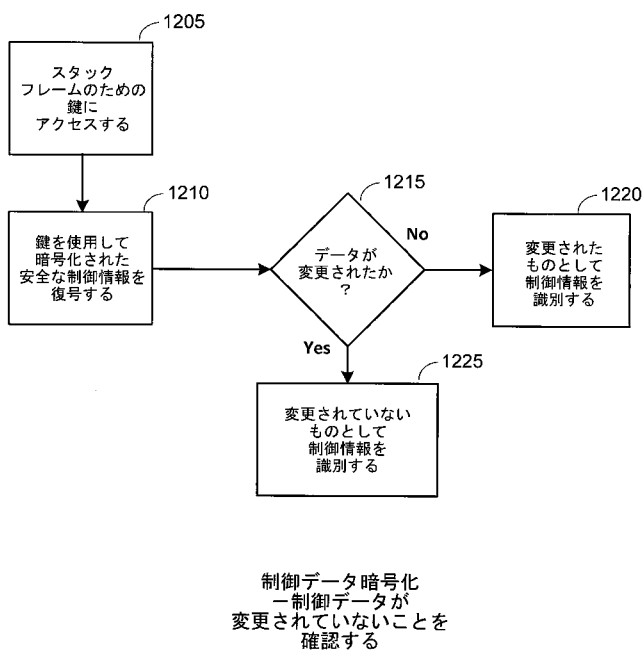 1205
スタック
フレームのための
鍵に
アクセスする
1210
鍵を使用して
暗号化された
安全な制御情報を
復号する
1215
データが
変更されたか
?
No
Yes
1220
変更された
ものとして
制御情報を
識別する
1225
変更されていない
ものとして
制御情報を
識別する
制御データ暗号化
－制御データが
変更されていないことを
確認する